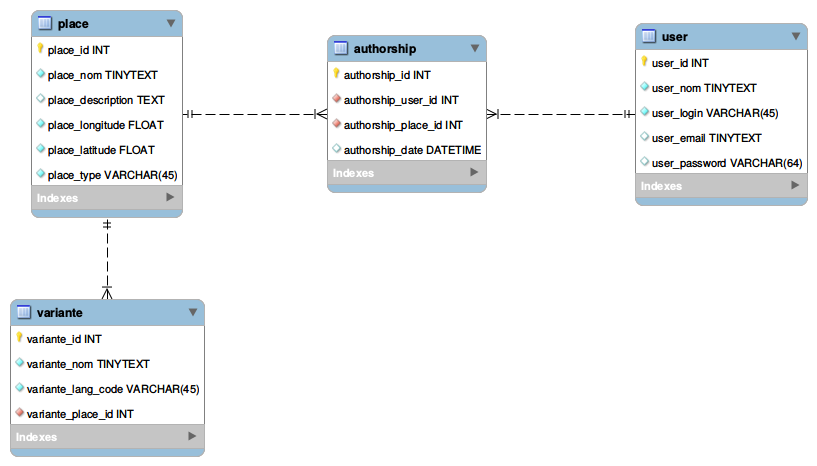 place
place_id INT
place_nom TINYTEXT
place_description TEXT
place_longitude FLOAT
place_latitude FLOAT
place_type VARCHAR(45)
Indexes
authorship
authorship_id INT
authorship_user_id INT
authorship_place_id INT
authorship_date DATETIME
Indexes
user
user_id INT
user_nom TINYTEXT
user_login VARCHAR(45)
user_email TINYTEXT
user_password VARCHAR(64)
Indexes
variante
variante_id INT
variante_nom TINYTEXT
variante_lang_code VARCHAR(45)
variante_place_id INT
Indexes